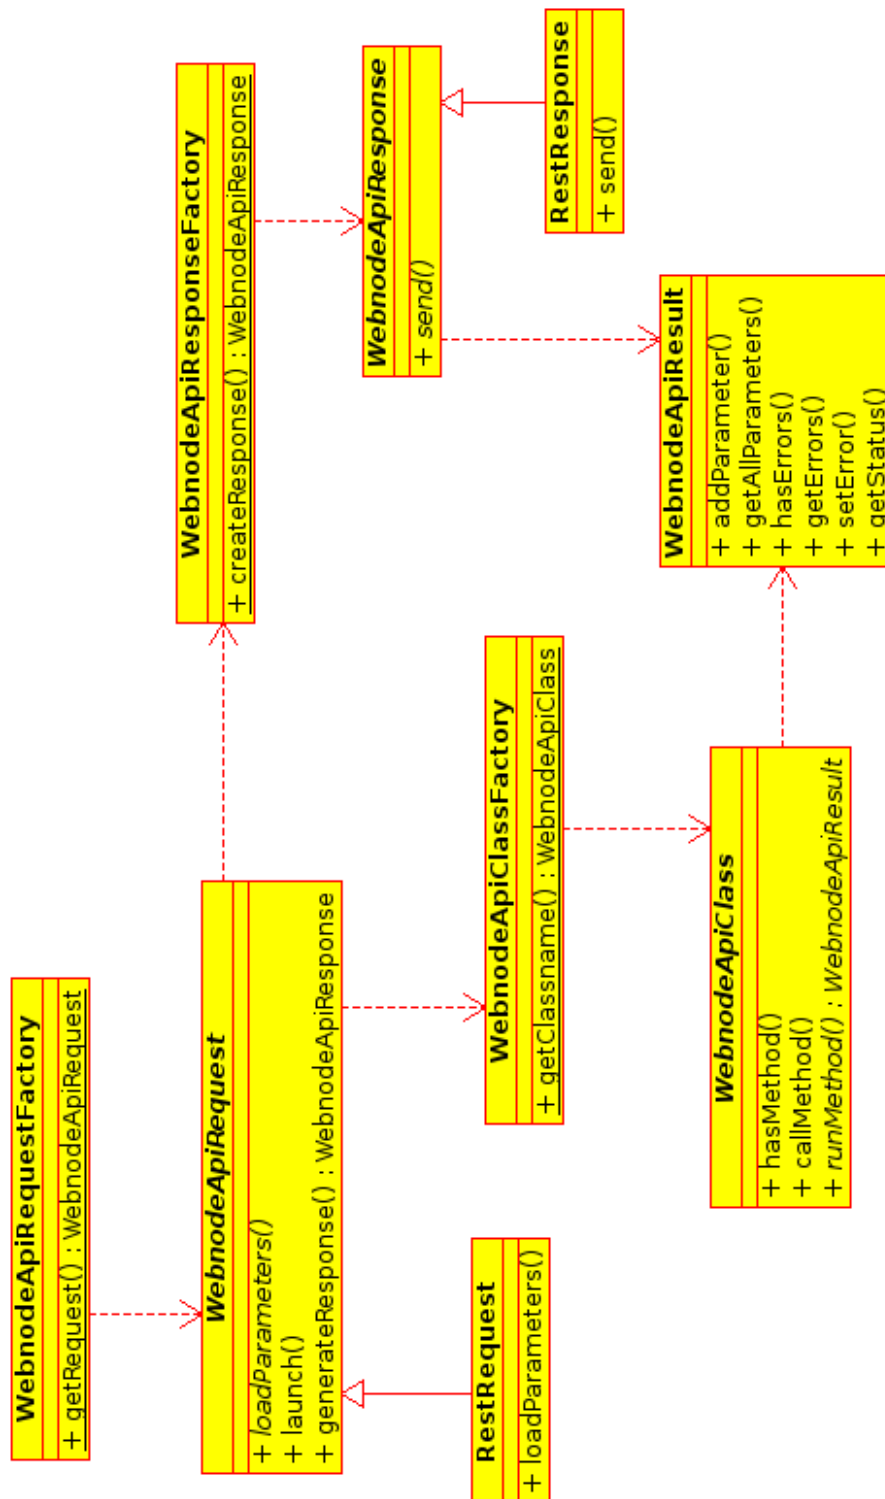 WebnodeApiRequestFactory
+ getRequest() : WebnodeApiRequest
WebnodeApiRequest
+ loadParameters()
+ launch()
+ generateResponse() : WebnodeApiResponse
RestRequest
+ loadParameters()
WebnodeApiResponseFactory
+ createResponse() : WebnodeApiResponse
WebnodeApiResponse
+ send()
RestResponse
+ send()
WebnodeApiClassFactory
+ getClassname() : WebnodeApiClass
WebnodeApiClass
+ hasMethod()
+ callMethod()
+ runMethod() : WebnodeApiResult
WebnodeApiResult
+ addParameter()
+ getAllParameters()
+ hasErrors()
+ getErrors()
+ setError()
+ getStatus()